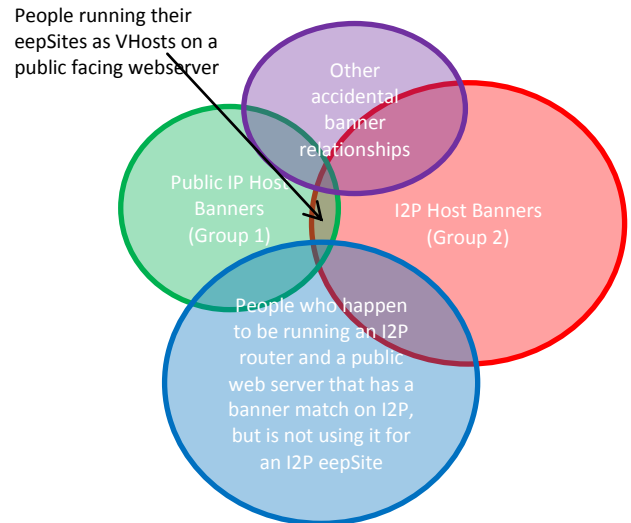 People running their
eepSites as VHosts on a
public facing webserver
Other
accidental
banner
relationships
Public IP Host
Banners
(Group 1)
I2P Host Banners
(Group 2)
People who happen
to be running an I2P
router and a public
web server that has a
banner match on I2P,
but is not using it for
an I2P eepSite